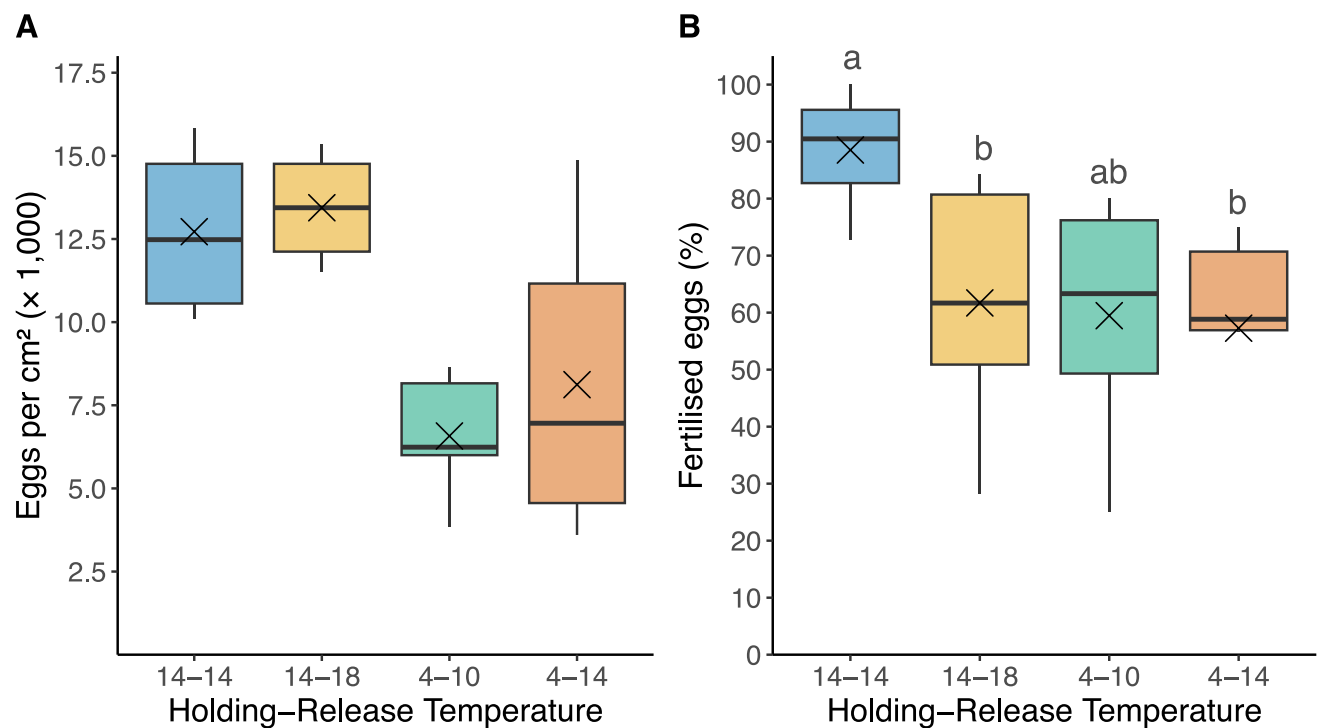 A
Eggs per cm² (× 1,000)
17.5
15.0
12.5
10.0
7.5
5.0
2.5
14–14 14–18 4–10 4–14
Holding–Release Temperature
B
Fertilised eggs (%)
100
90
80
70
60
50
40
30
20
10
0
a
b
ab
b
14–14 14–18 4–10 4–14
Holding–Release Temperature